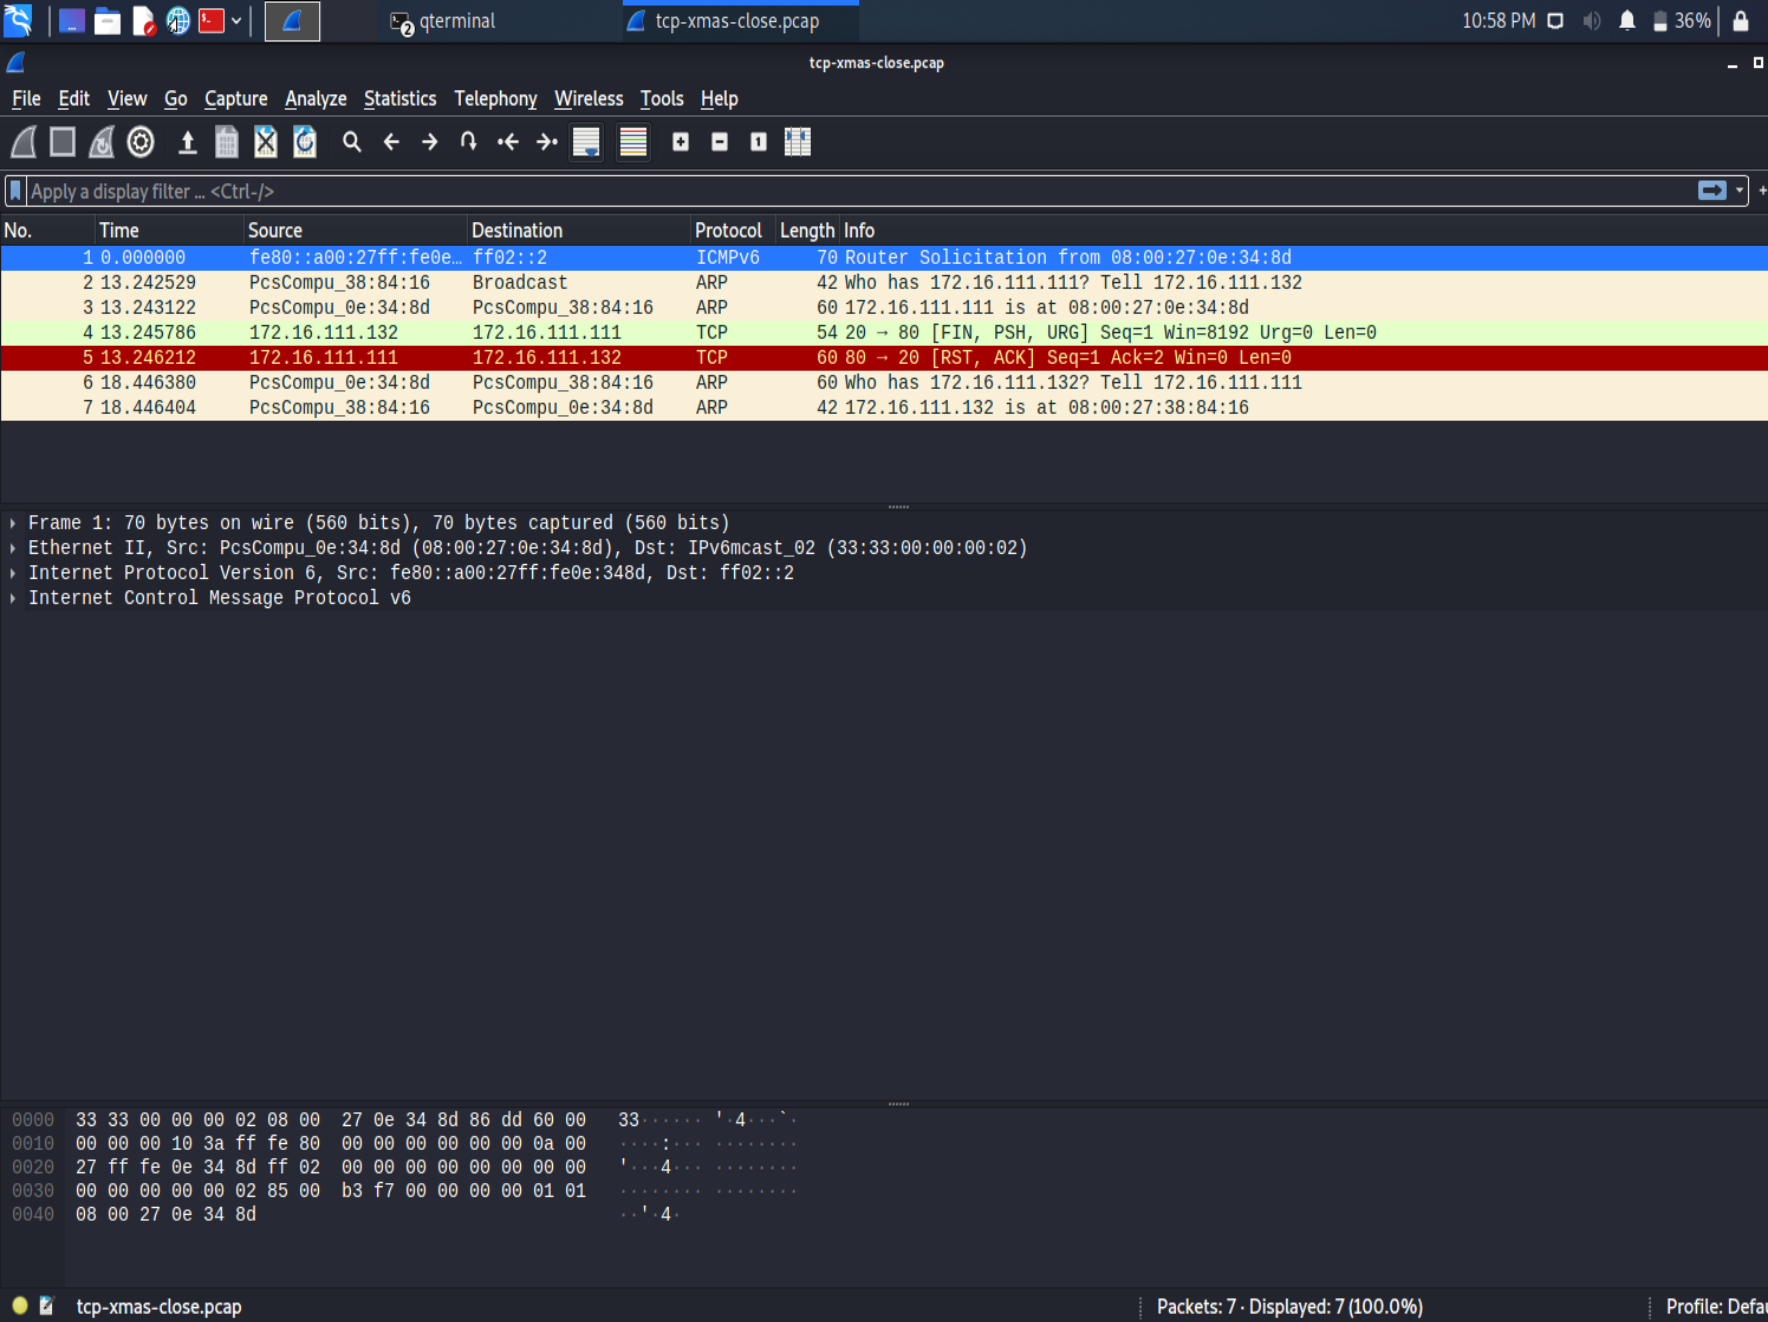 2 qterminal tcp-xmas-close.pcap 10:58 PM 36%
tcp-xmas-close.pcap
File Edit View Go Capture Analyze Statistics Telephony Wireless Tools Help
Apply a display filter ... <Ctrl-/>
No. Time Source Destination Protocol Length Info
1 0.000000 fe80::a00:27ff:fe0e… ff02::2 ICMPv6 70 Router Solicitation from 08:00:27:0e:34:8d
2 13.242529 PcsCompu_38:84:16 Broadcast ARP 42 Who has 172.16.111.111? Tell 172.16.111.132
3 13.243122 PcsCompu_0e:34:8d PcsCompu_38:84:16 ARP 60 172.16.111.111 is at 08:00:27:0e:34:8d
4 13.245786 172.16.111.132 172.16.111.111 TCP 54 20 → 80 [FIN, PSH, URG] Seq=1 Win=8192 Urg=0 Len=0
5 13.246212 172.16.111.111 172.16.111.132 TCP 60 80 → 20 [RST, ACK] Seq=1 Ack=2 Win=0 Len=0
6 18.446380 PcsCompu_0e:34:8d PcsCompu_38:84:16 ARP 60 Who has 172.16.111.132? Tell 172.16.111.111
7 18.446404 PcsCompu_38:84:16 PcsCompu_0e:34:8d ARP 42 172.16.111.132 is at 08:00:27:38:84:16
Frame 1: 70 bytes on wire (560 bits), 70 bytes captured (560 bits)
Ethernet II, Src: PcsCompu_0e:34:8d (08:00:27:0e:34:8d), Dst: IPv6mcast_02 (33:33:00:00:00:02)
Internet Protocol Version 6, Src: fe80::a00:27ff:fe0e:348d, Dst: ff02::2
Internet Control Message Protocol v6
0000 33 33 00 00 00 02 08 00 27 0e 34 8d 86 dd 60 00 33······ '·4···`·
0010 00 00 00 10 3a ff fe 80 00 00 00 00 00 00 0a 00 ····:··· ········
0020 27 ff fe 0e 34 8d ff 02 00 00 00 00 00 00 00 00 '···4··· ········
0030 00 00 00 00 00 02 85 00 b3 f7 00 00 00 00 01 01 ········ ········
0040 08 00 27 0e 34 8d ··'·4·
tcp-xmas-close.pcap Packets: 7 · Displayed: 7 (100.0%) Profile: Defau